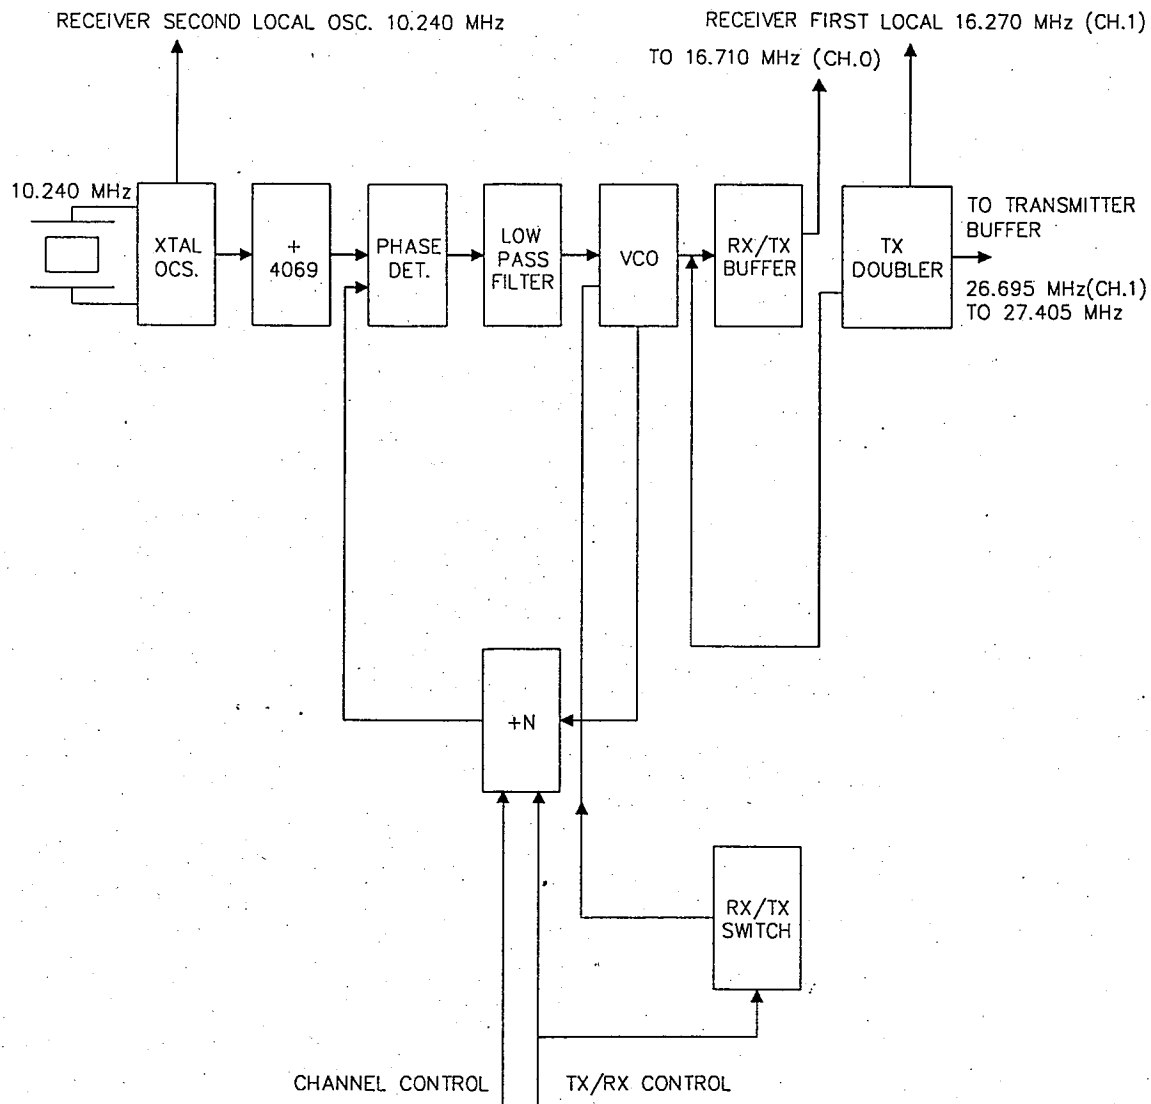 RECEIVER SECOND LOCAL OSC. 10.240 MHz
RECEIVER FIRST LOCAL 16.270 MHz (CH.1)
TO 16.710 MHz (CH.0)
10.240 MHz
XTAL
OCS.
+
4069
PHASE
DET.
LOW
PASS
FILTER
VCO
RX/TX
BUFFER
TX
DOUBLER
TO TRANSMITTER
BUFFER
26.695 MHz(CH.1)
TO 27.405 MHz
+N
RX/TX
SWITCH
CHANNEL CONTROL
TX/RX CONTROL